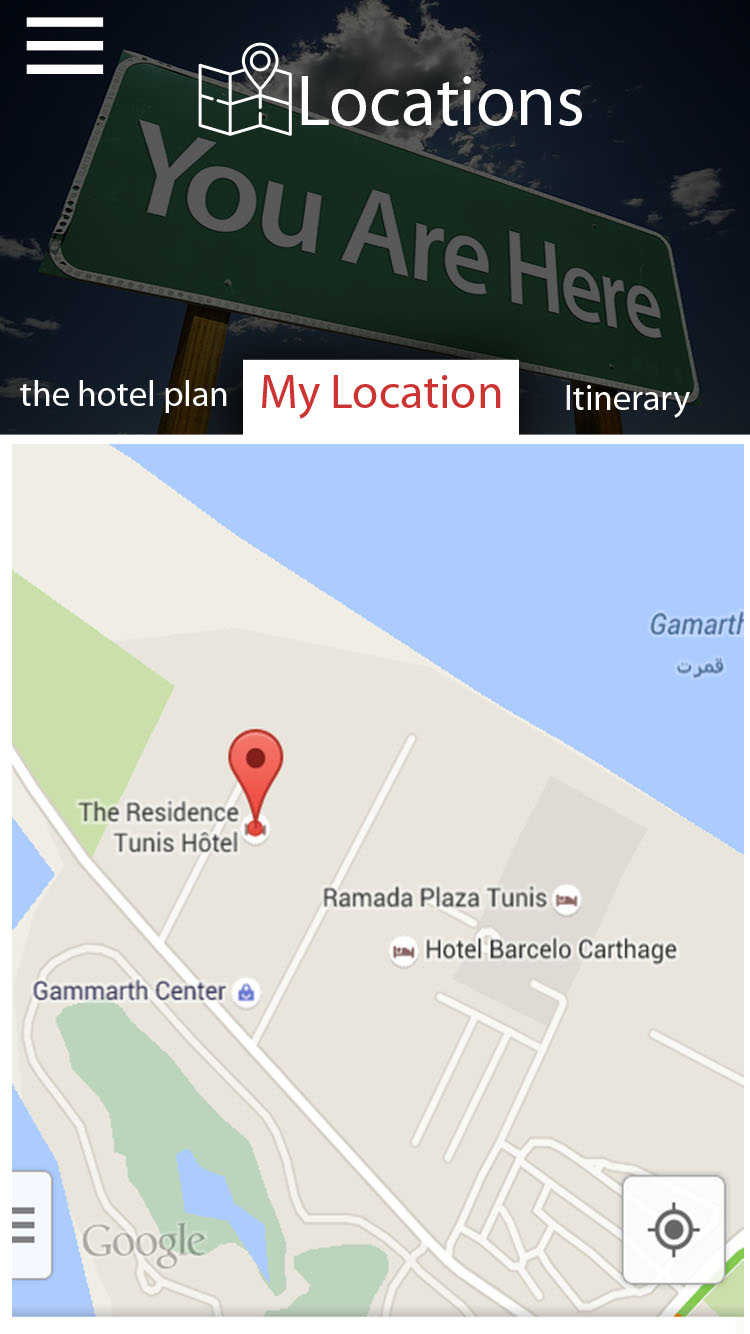 Locations
You Are Here
the hotel plan
My Location
Itinerary
Gamarth
قمرت
The Residence
Tunis Hôtel
Ramada Plaza Tunis
Hotel Barcelo Carthage
Gammarth Center
Google